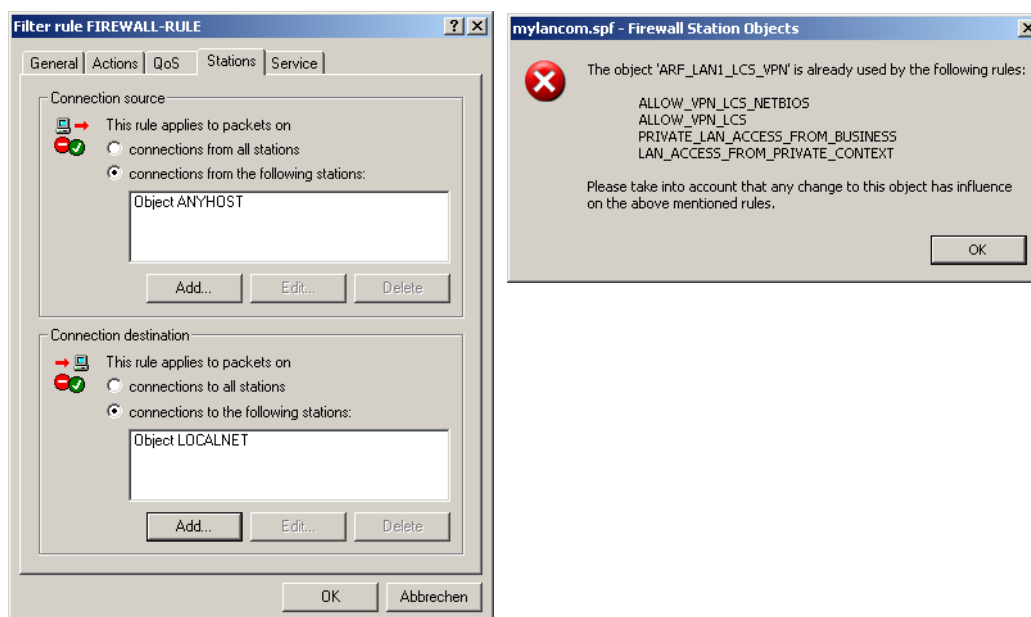 Filter rule FIREWALL-RULE
General
Actions
QoS
Stations
Service
Connection source
This rule applies to packets on
connections from all stations
connections from the following stations:
Object ANYHOST
Add...
Edit...
Delete
Connection destination
This rule applies to packets on
connections to all stations
connections to the following stations:
Object LOCALNET
Add...
Edit...
Delete
OK
Abbrechen
mylancom.spf - Firewall Station Objects
The object 'ARF_LAN1_LCS_VPN' is already used by the following rules:
ALLOW_VPN_LCS_NETBIOS
ALLOW_VPN_LCS
PRIVATE_LAN_ACCESS_FROM_BUSINESS
LAN_ACCESS_FROM_PRIVATE_CONTEXT
Please take into account that any change to this object has influence
on the above mentioned rules.
OK